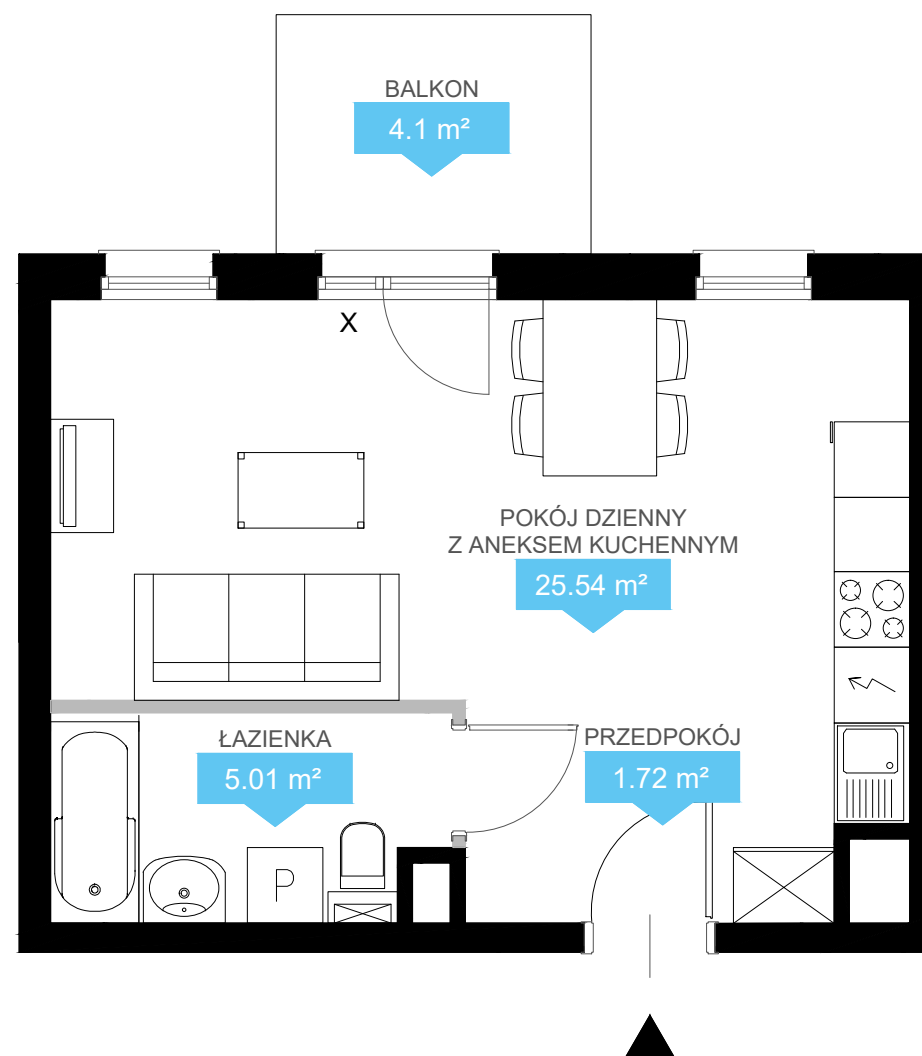 BALKON
4.1 m²
X
POKÓJ DZIENNY
Z ANEKSEM KUCHENNYM
25.54 m²
ŁAZIENKA
5.01 m²
PRZEDPOKÓJ
1.72 m²
P